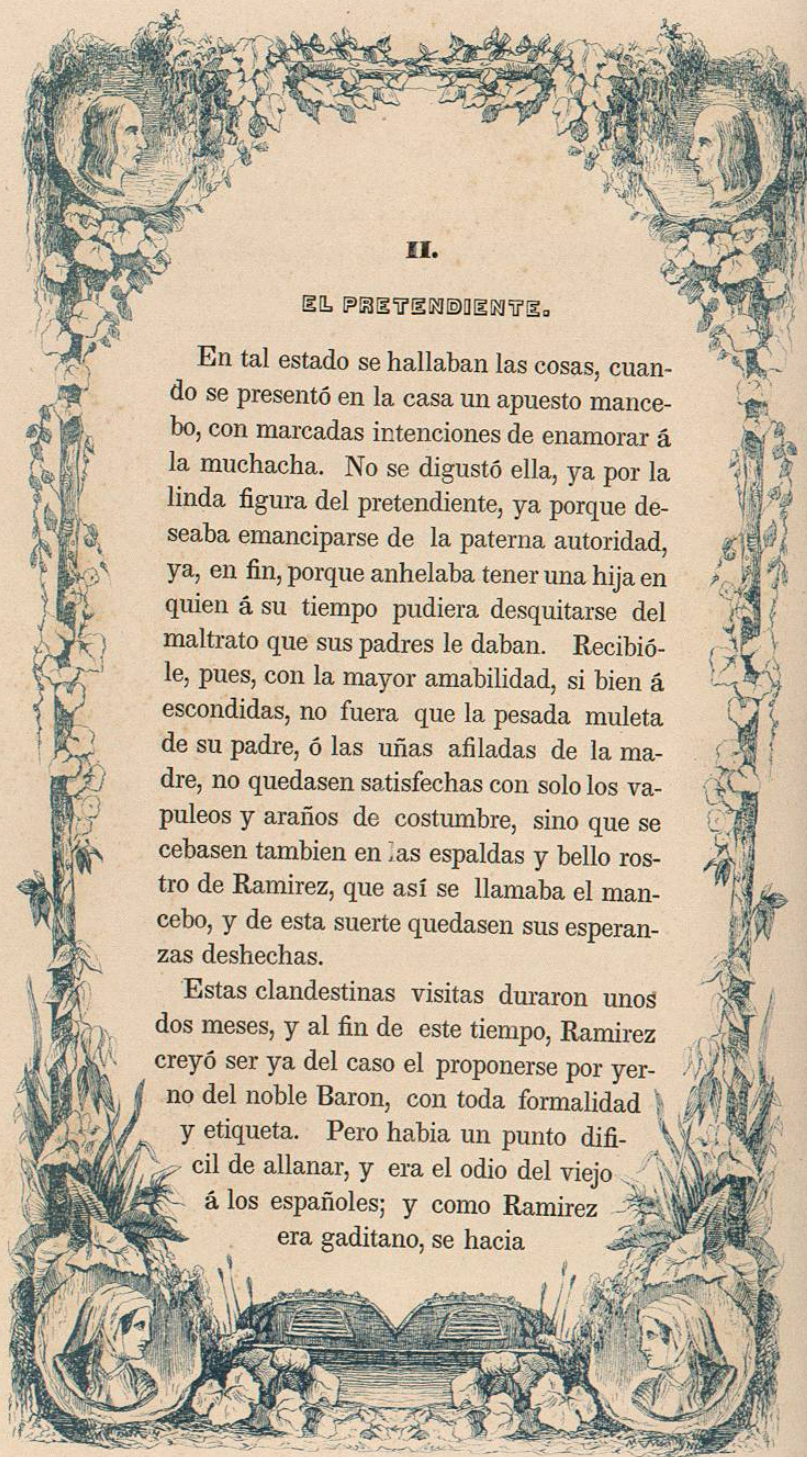 II.
EL PRETENDIENTE.
En tal estado se hallaban las cosas, cuan-
do se presentó en la casa un apuesto mance-
bo, con marcadas intenciones de enamorar á
la muchacha. No se digustó ella, ya por la
linda figura del pretendiente, ya porque de-
seaba emanciparse de la paterna autoridad,
ya, en fin, porque anhelaba tener una hija en
quien á su tiempo pudiera desquitarse del
maltrato que sus padres le daban. Recibió-
le, pues, con la mayor amabilidad, si bien á
escondidas, no fuera que la pesada muleta
de su padre, ó las uñas afiladas de la ma-
dre, no quedasen satisfechas con solo los va-
puleos y araños de costumbre, sino que se
cebasen tambien en las espaldas y bello ros-
tro de Ramirez, que así se llamaba el man-
cebo, y de esta suerte quedasen sus esperan-
zas deshechas.
Estas clandestinas visitas duraron unos
dos meses, y al fin de este tiempo, Ramirez
creyó ser ya del caso el proponerse por yer-
no del noble Baron, con toda formalidad
y etiqueta. Pero habia un punto difi-
cil de allanar, y era el odio del viejo
á los españoles; y como Ramirez
era gaditano, se hacia